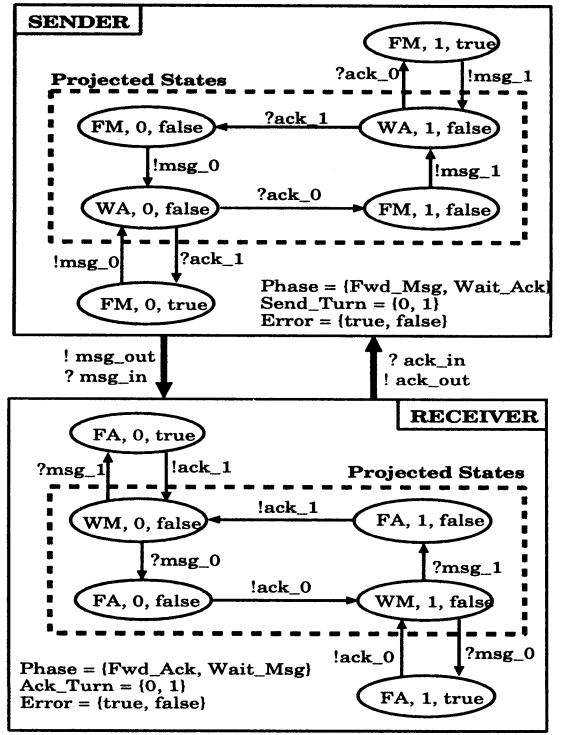 SENDER
FM, 1, true
?ack_0
!msg_1
Projected States
FM, 0, false
?ack_1
WA, 1, false
!msg_0
!msg_1
WA, 0, false
?ack_0
FM, 1, false
!msg_0
?ack_1
FM, 0, true
Phase = {Fwd_Msg, Wait_Ack}
Send_Turn = {0, 1}
Error = {true, false}
! msg_out
? msg_in
? ack_in
! ack_out
RECEIVER
FA, 0, true
?msg_1
!ack_1
Projected States
WM, 0, false
!ack_1
FA, 1, false
?msg_0
?msg_1
FA, 0, false
!ack_0
WM, 1, false
!ack_0
?msg_0
FA, 1, true
Phase = {Fwd_Ack, Wait_Msg}
Ack_Turn = {0, 1}
Error = {true, false}